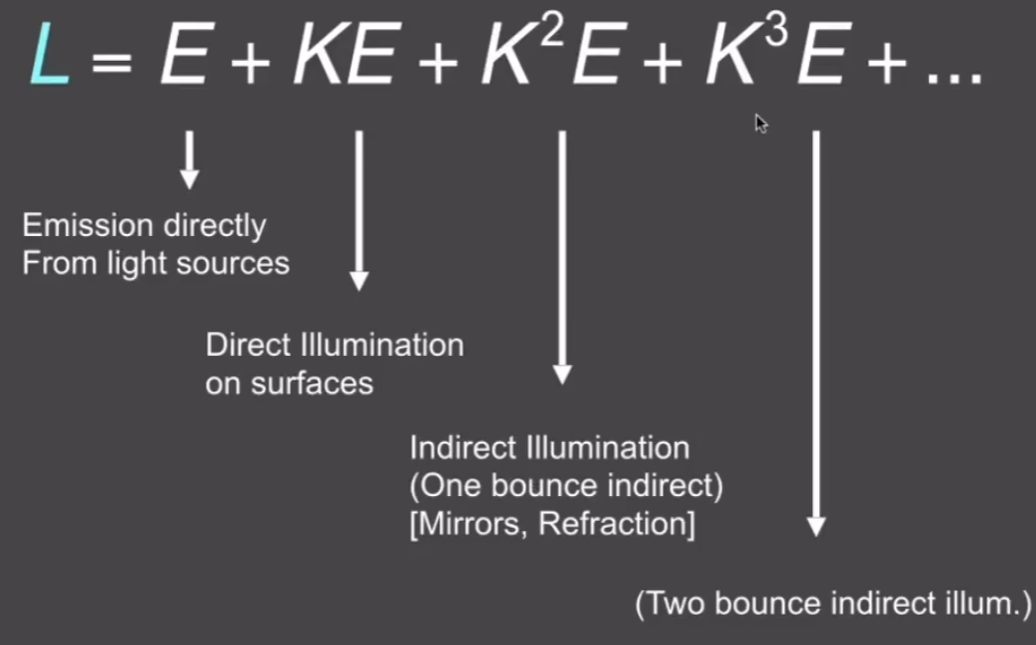 L = E + KE + K²E + K³E + ...
Emission directly
From light sources
Direct Illumination
on surfaces
Indirect Illumination
(One bounce indirect)
[Mirrors, Refraction]
(Two bounce indirect illum.)